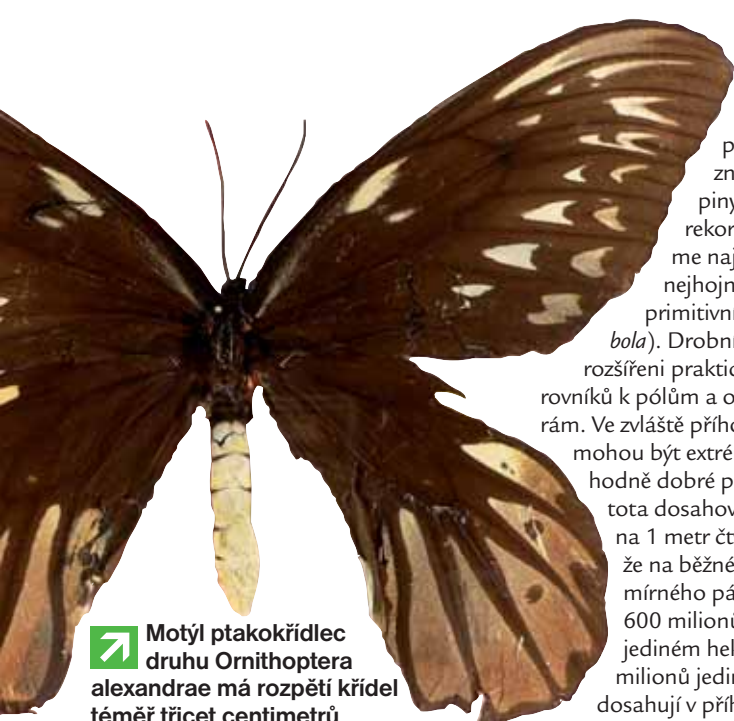 Motýl ptakokřídlec
druhu Ornithoptera
alexandrae má rozpětí křídel
téměř třicet centimetrů
p
zn
piny
rekor
me naj
nejhojn
primitivn
bola). Drobn
rozšířeni praktic
rovníků k pólům a o
rám. Ve zvláště přího
mohou být extré
hodně dobré p
tota dosahov
na 1 metr čt
že na běžné
mírného pá
600 milionů
jediném hek
milionů jedin
dosahují v příh